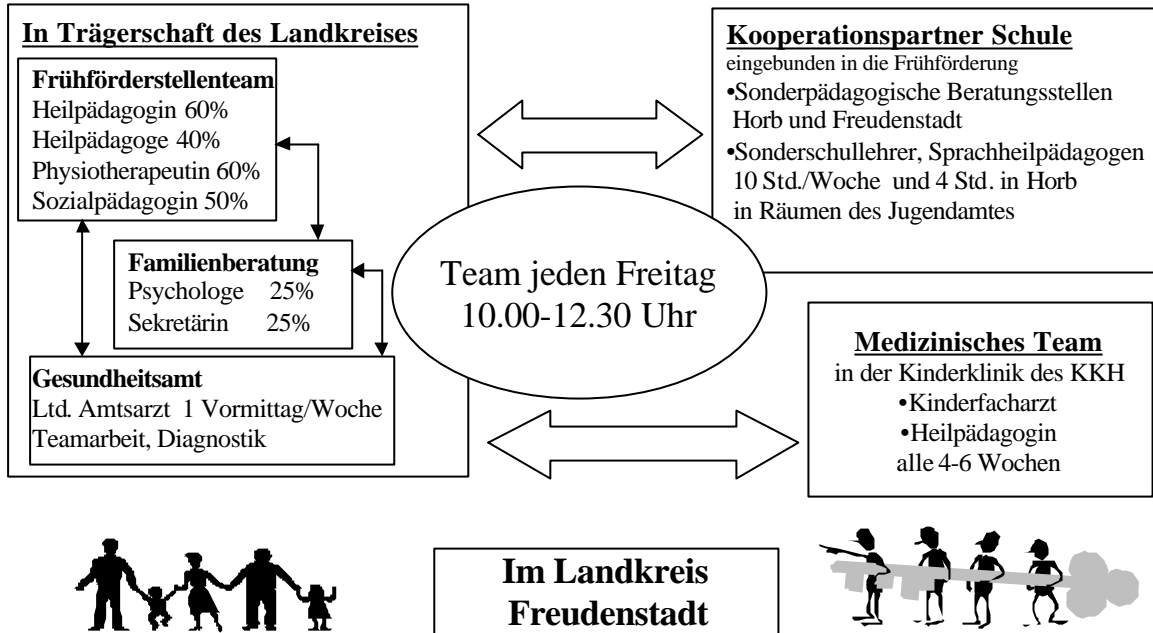 In Trägerschaft des Landkreises
Frühförderstellenteam
Heilpädagogin 60%
Heilpädagoge 40%
Physiotherapeutin 60%
Sozialpädagogin 50%
Familienberatung
Psychologe 25%
Sekretärin 25%
Gesundheitsamt
Ltd. Amtsarzt 1 Vormittag/Woche
Teamarbeit, Diagnostik
Team jeden Freitag
10.00-12.30 Uhr
Kooperationspartner Schule
eingebunden in die Frühförderung
•Sonderpädagogische Beratungsstellen
Horb und Freudenstadt
•Sonderschullehrer, Sprachheilpädagogen
10 Std./Woche und 4 Std. in Horb
in Räumen des Jugendamtes
Medizinisches Team
in der Kinderklinik des KKH
•Kinderfacharzt
•Heilpädagogin
alle 4-6 Wochen
Im Landkreis
Freudenstadt